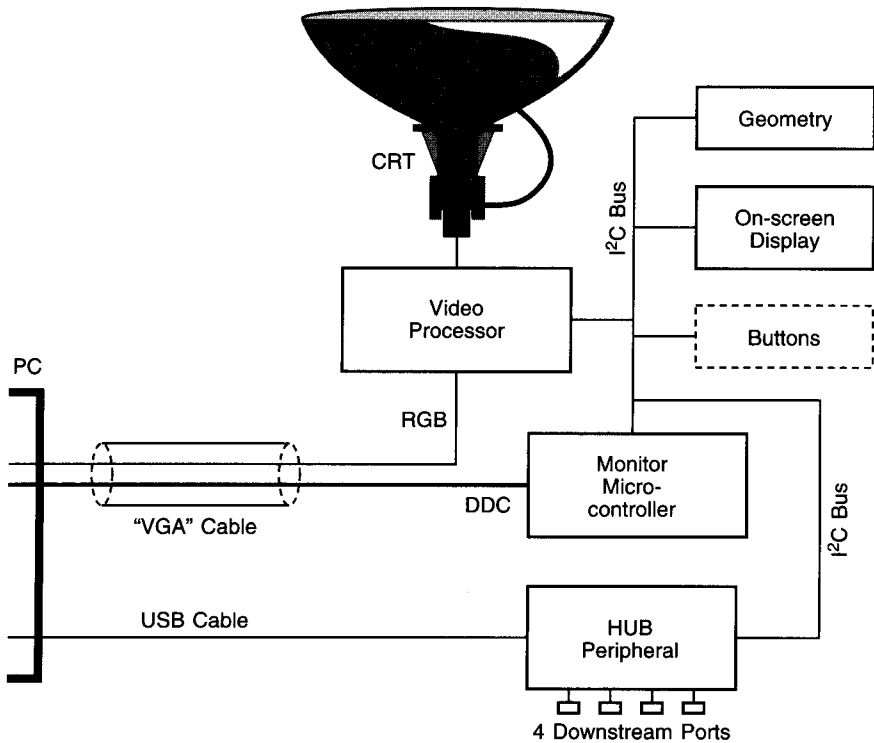 CRT
Geometry
I²C Bus
On-screen
Display
Video
Processor
Buttons
PC
RGB
Monitor
Micro-
controller
DDC
"VGA" Cable
I²C Bus
USB Cable
HUB
Peripheral
4 Downstream Ports